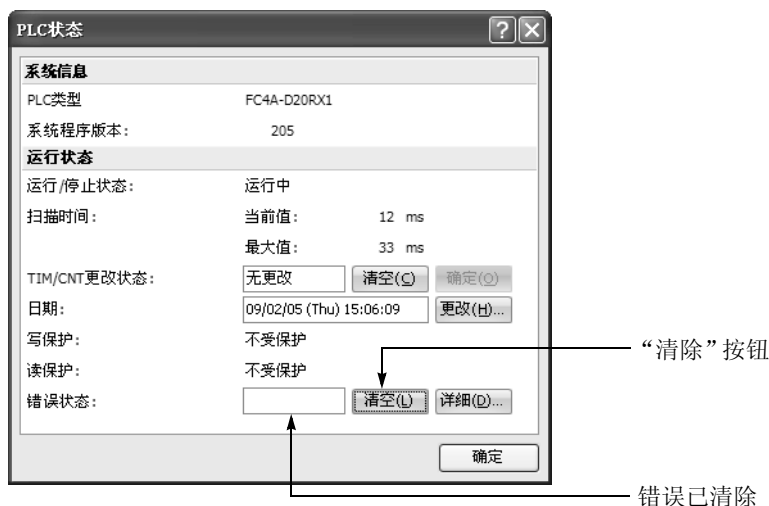 PLC状态
系统信息
PLC类型 FC4A-D20RX1
系统程序版本: 205
运行状态
运行/停止状态: 运行中
扫描时间: 当前值: 12 ms
最大值: 33 ms
TIM/CNT更改状态: 无更改 清空(C) 确定(O)
日期: 09/02/05 (Thu) 15:06:09 更改(H)...
写保护: 不受保护
“清除”按钮
读保护: 不受保护
错误状态: 清空(L) 详细(D)...
确定
错误已清除